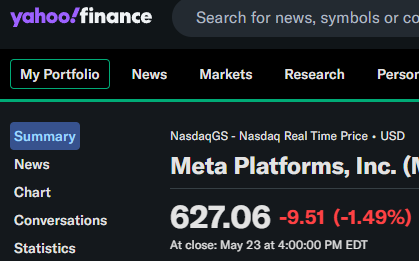 yahoo!finance
Search for news, symbols or co
My Portfolio News Markets Research Person
Summary
News
Chart
Conversations
Statistics
NasdaqGS - Nasdaq Real Time Price • USD
Meta Platforms, Inc. (M
627.06 -9.51 (-1.49%)
At close: May 23 at 4:00:00 PM EDT